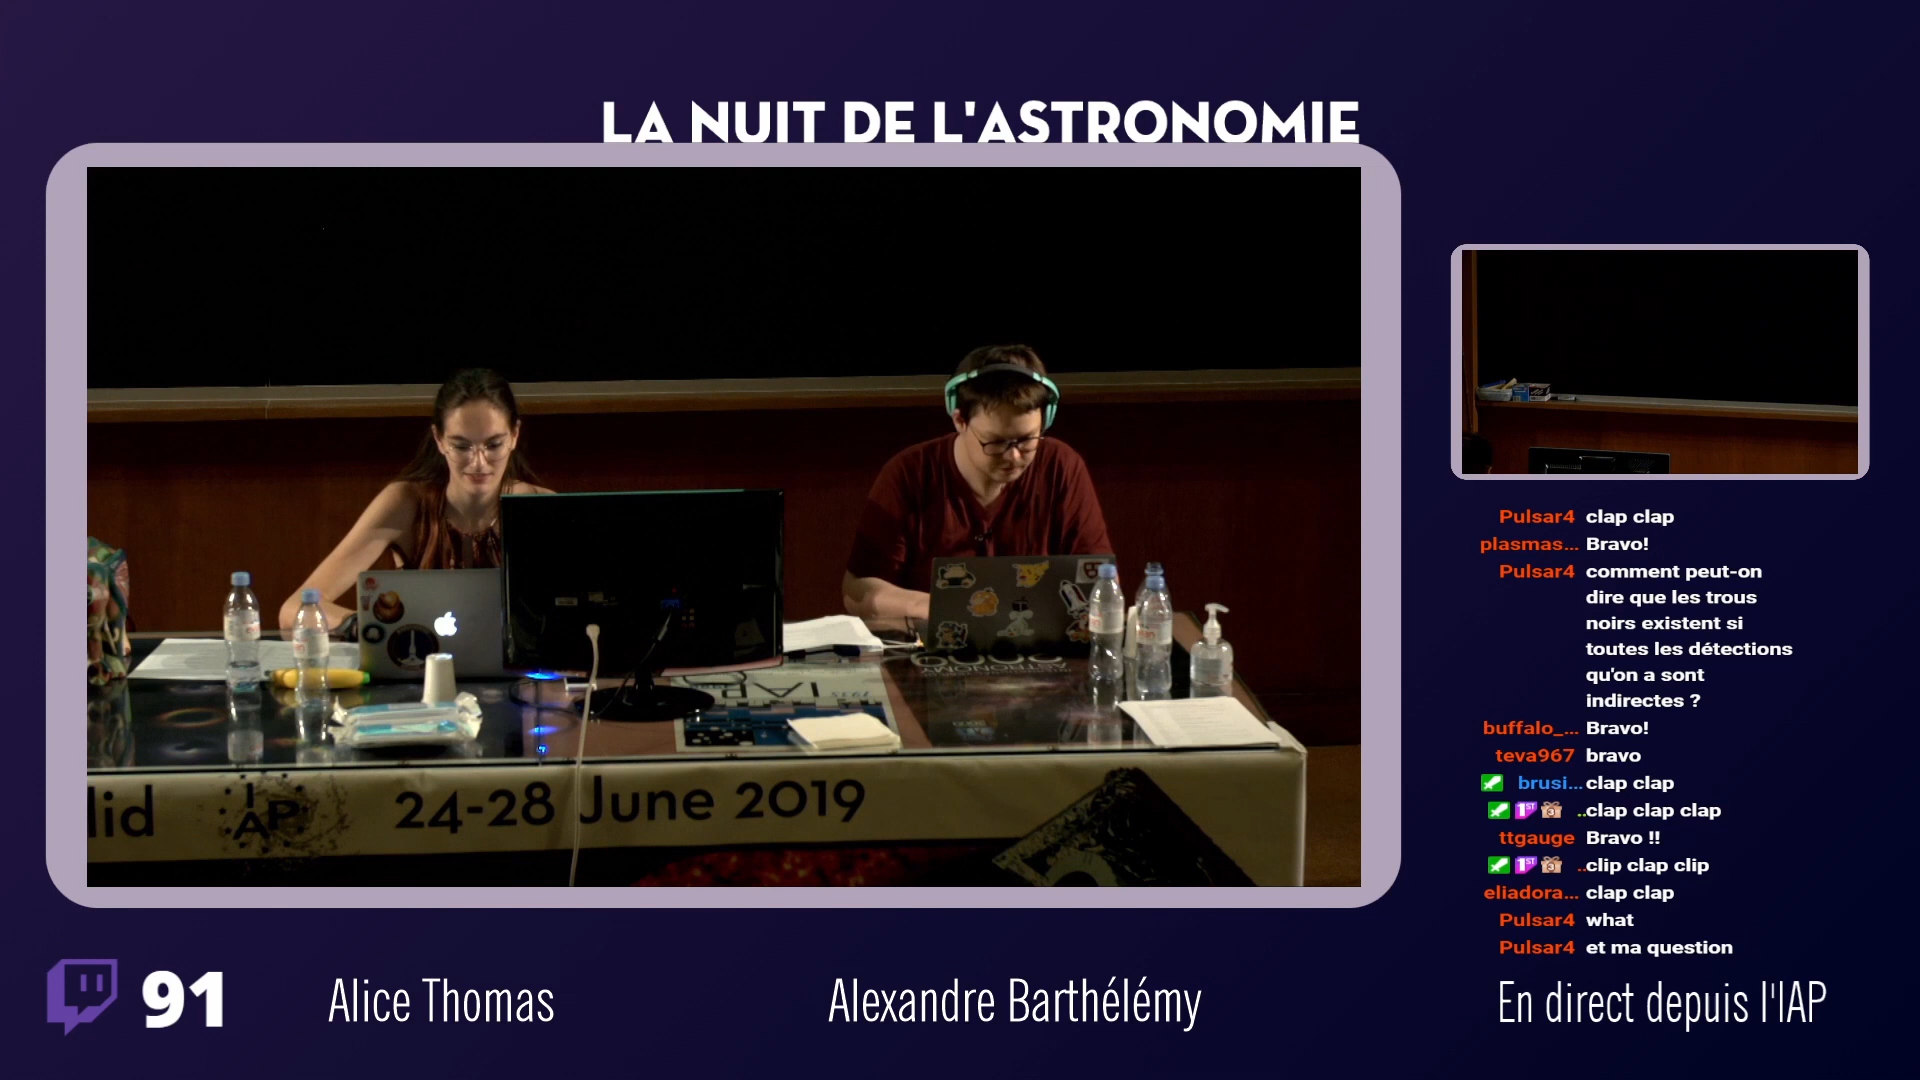 LA NUIT DE L'ASTRONOMIE
lid IAP 24-28 June 2019
Pulsar4 clap clap
plasmas... Bravo!
Pulsar4 comment peut-on
dire que les trous
noirs existent si
toutes les détections
qu'on a sont
indirectes ?
buffalo_... Bravo!
teva967 bravo
brusi... clap clap
..clap clap clap
ttgauge Bravo !!
..clip clap clip
eliadora... clap clap
Pulsar4 what
Pulsar4 et ma question
91
Alice Thomas
Alexandre Barthélémy
En direct depuis l'IAP